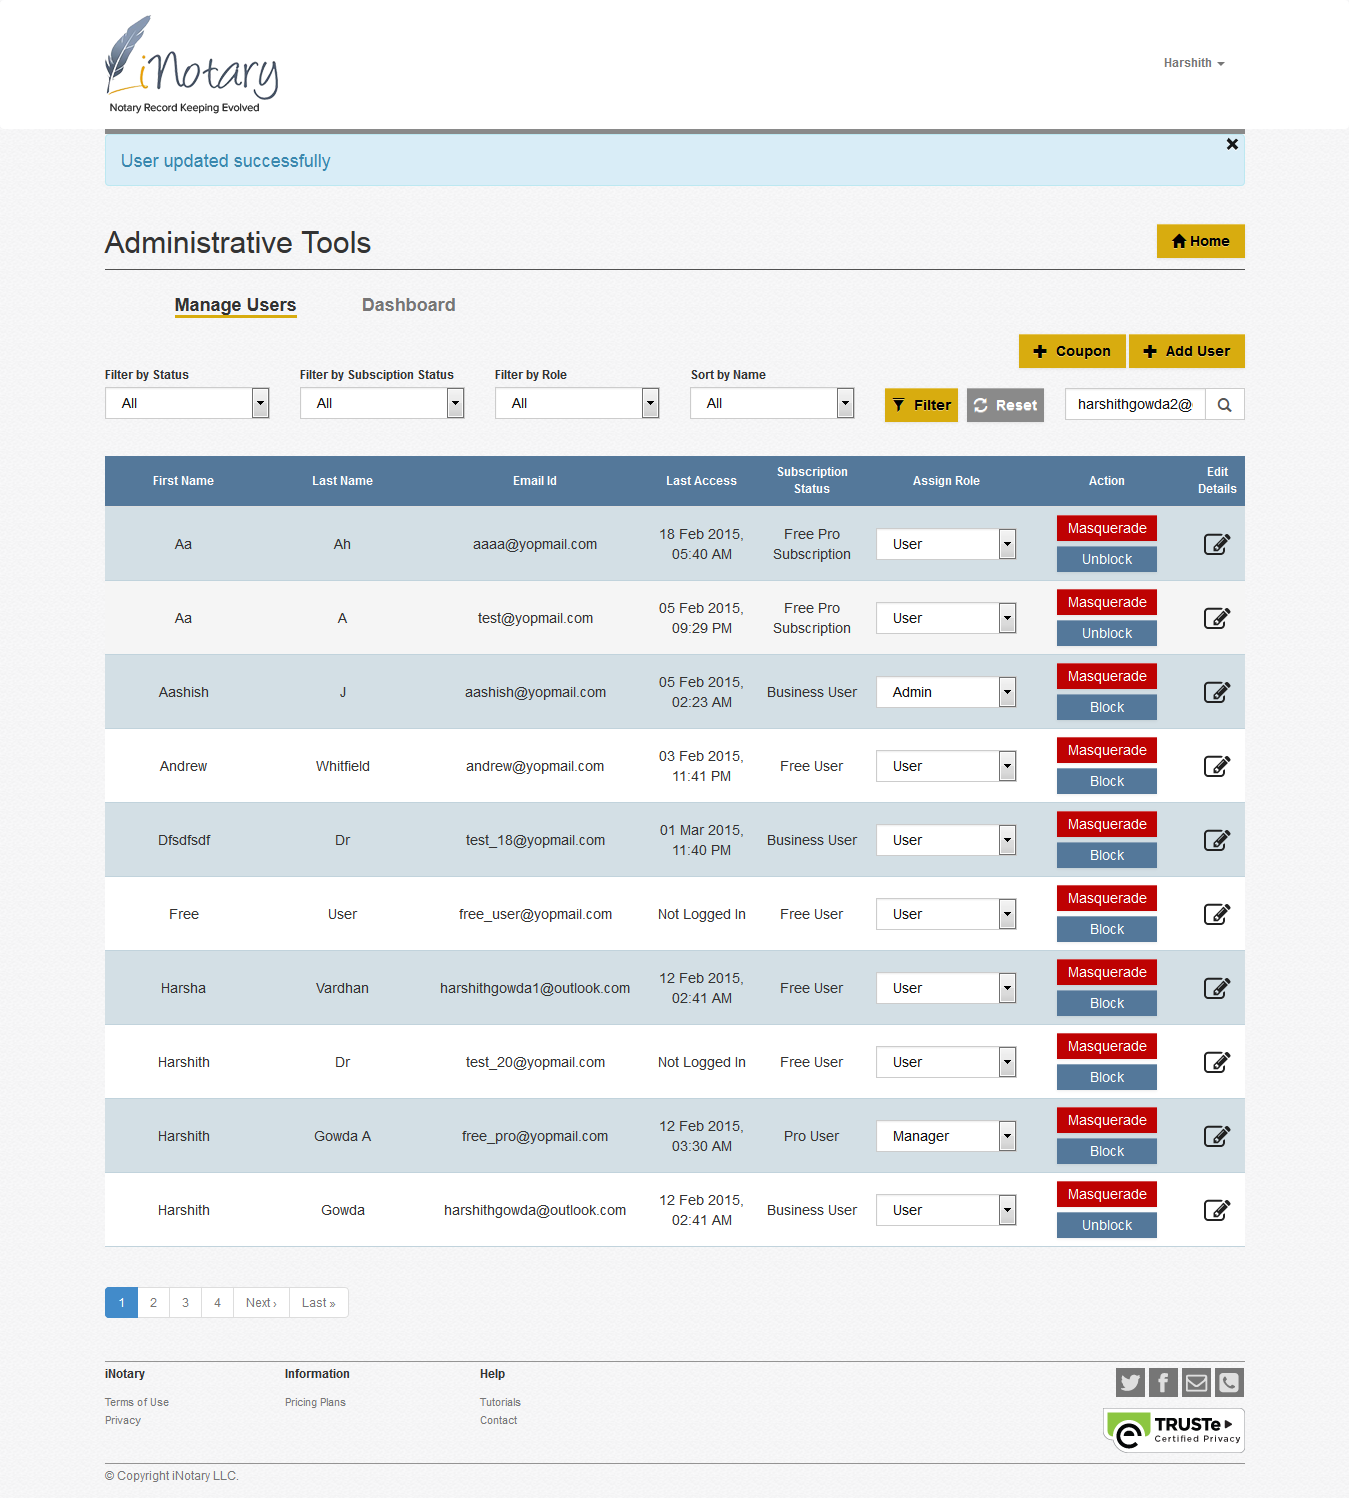 iNotary
Notary Record Keeping Evolved
Harshith
User updated successfully
Administrative Tools
Home
Manage Users Dashboard
Coupon Add User
Filter by Status Filter by Subsciption Status Filter by Role Sort by Name
All All All All Filter Reset harshithgowda2@
First Name Last Name Email Id Last Access Subscription Status Assign Role Action Edit Details
Aa Ah aaaa@yopmail.com 18 Feb 2015, 05:40 AM Free Pro Subscription User Masquerade Unblock
Aa A test@yopmail.com 05 Feb 2015, 09:29 PM Free Pro Subscription User Masquerade Unblock
Aashish J aashish@yopmail.com 05 Feb 2015, 02:23 AM Business User Admin Masquerade Block
Andrew Whitfield andrew@yopmail.com 03 Feb 2015, 11:41 PM Free User User Masquerade Block
Dfsdfsdf Dr test_18@yopmail.com 01 Mar 2015, 11:40 PM Business User User Masquerade Block
Free User free_user@yopmail.com Not Logged In Free User User Masquerade Block
Harsha Vardhan harshithgowda1@outlook.com 12 Feb 2015, 02:41 AM Free User User Masquerade Block
Harshith Dr test_20@yopmail.com Not Logged In Free User User Masquerade Block
Harshith Gowda A free_pro@yopmail.com 12 Feb 2015, 03:30 AM Pro User Manager Masquerade Block
Harshith Gowda harshithgowda@outlook.com 12 Feb 2015, 02:41 AM Business User User Masquerade Unblock
1 2 3 4 Next › Last »
iNotary Information Help
Terms of Use Pricing Plans Tutorials
Privacy Contact
TRUSTe
Certified Privacy
© Copyright iNotary LLC.